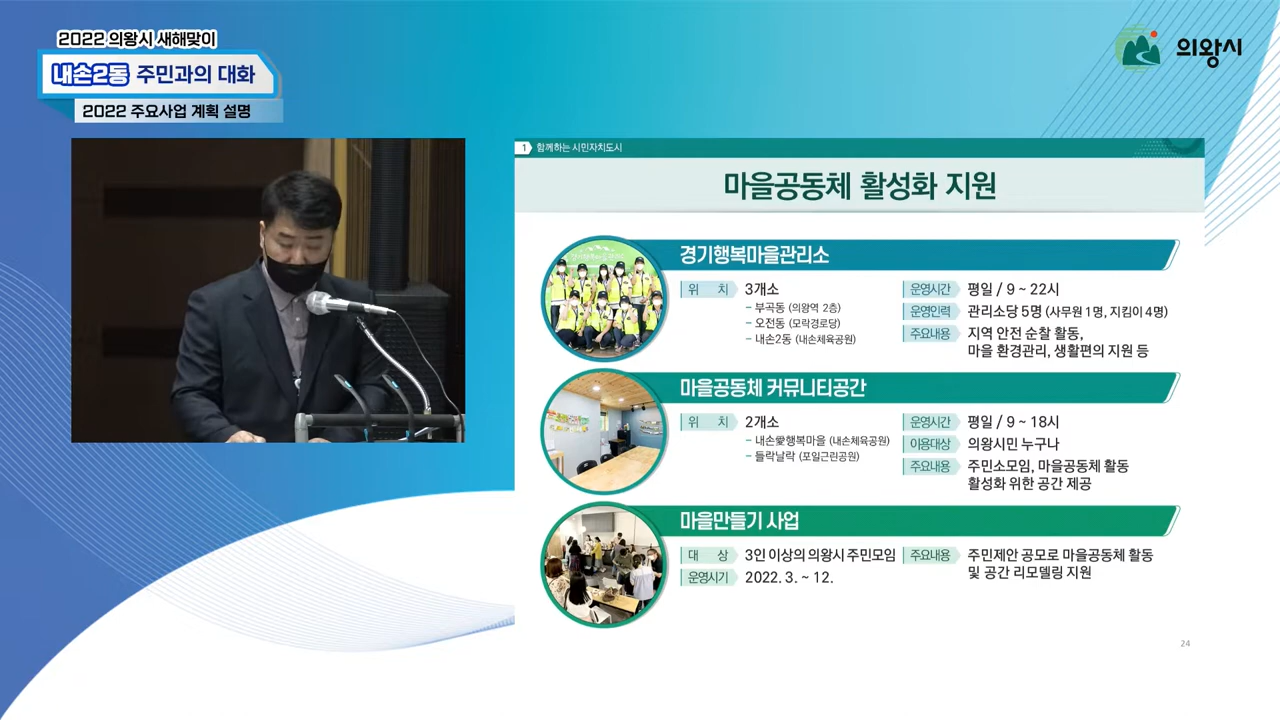 2022 의왕시 새해맞이
내손2동 주민과의 대화
2022 주요사업 계획 설명
의왕시
1 함께하는 시민자치도시
마을공동체 활성화 지원
경기행복마을관리소
위 치 3개소
- 부곡동 (의왕역 2층)
- 오전동 (모락경로당)
- 내손2동 (내손체육공원)
운영시간 평일 / 9 ~ 22시
운영인력 관리소당 5명 (사무원 1명, 지킴이 4명)
주요내용 지역 안전 순찰 활동,
마을 환경관리, 생활편의 지원 등
마을공동체 커뮤니티공간
위 치 2개소
- 내손愛행복마을 (내손체육공원)
- 들락날락 (포일근린공원)
운영시간 평일 / 9 ~ 18시
이용대상 의왕시민 누구나
주요내용 주민소모임, 마을공동체 활동
활성화 위한 공간 제공
마을만들기 사업
대 상 3인 이상의 의왕시 주민모임
운영시기 2022. 3. ~ 12.
주요내용 주민제안 공모로 마을공동체 활동
및 공간 리모델링 지원
24